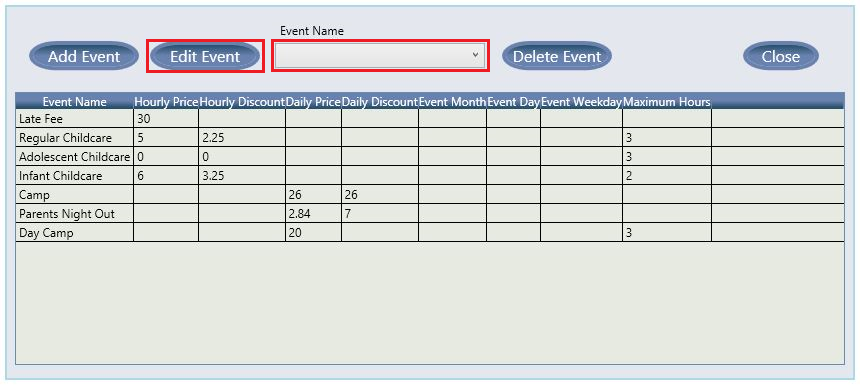 Event Name
Add Event Edit Event Delete Event Close
Event Name Hourly Price Hourly Discount Daily Price Daily Discount Event Month Event Day Event Weekday Maximum Hours
Late Fee 30
Regular Childcare 5 2.25 3
Adolescent Childcare 0 0 3
Infant Childcare 6 3.25 2
Camp 26 26
Parents Night Out 2.84 7
Day Camp 20 3